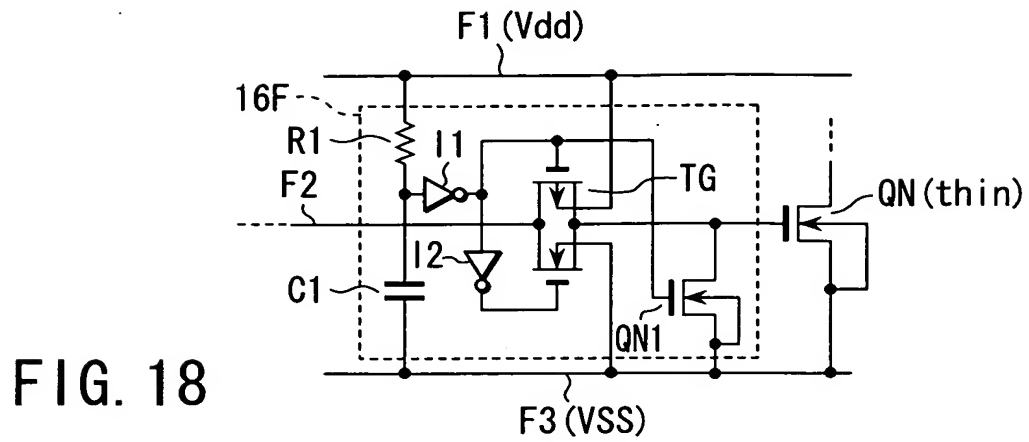 F1(Vdd)
16F
R1
I1
F2
TG
QN(thin)
I2
C1
QN1
FIG. 18
F3(VSS)